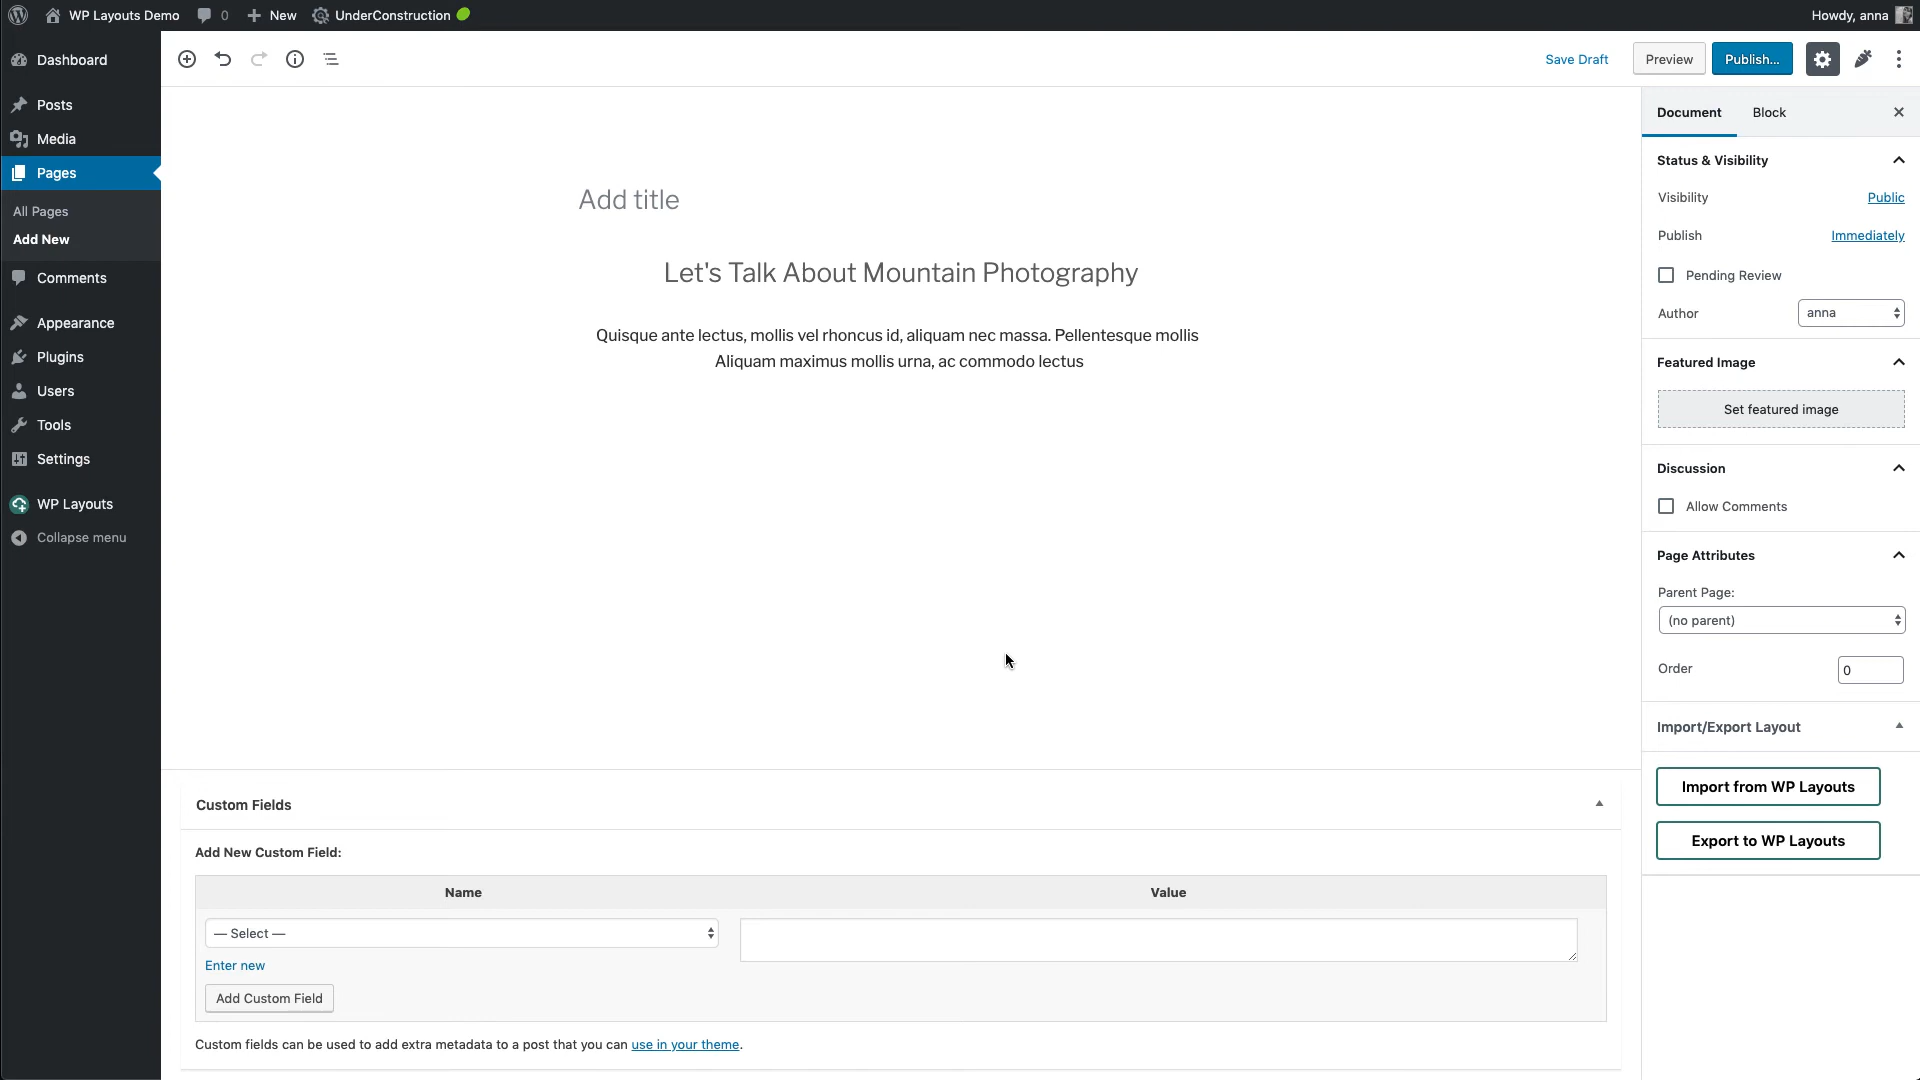 WP Layouts Demo 0 New UnderConstruction Howdy, anna
Dashboard
Posts
Media
Pages
All Pages
Add New
Comments
Appearance
Plugins
Users
Tools
Settings
WP Layouts
Collapse menu
Save Draft Preview Publish...
Add title
Let's Talk About Mountain Photography
Quisque ante lectus, mollis vel rhoncus id, aliquam nec massa. Pellentesque mollis
Aliquam maximus mollis urna, ac commodo lectus
Custom Fields
Add New Custom Field:
Name Value
— Select —
Enter new
Add Custom Field
Custom fields can be used to add extra metadata to a post that you can use in your theme.
Document Block
Status & Visibility
Visibility Public
Publish Immediately
Pending Review
Author anna
Featured Image
Set featured image
Discussion
Allow Comments
Page Attributes
Parent Page:
(no parent)
Order 0
Import/Export Layout
Import from WP Layouts
Export to WP Layouts